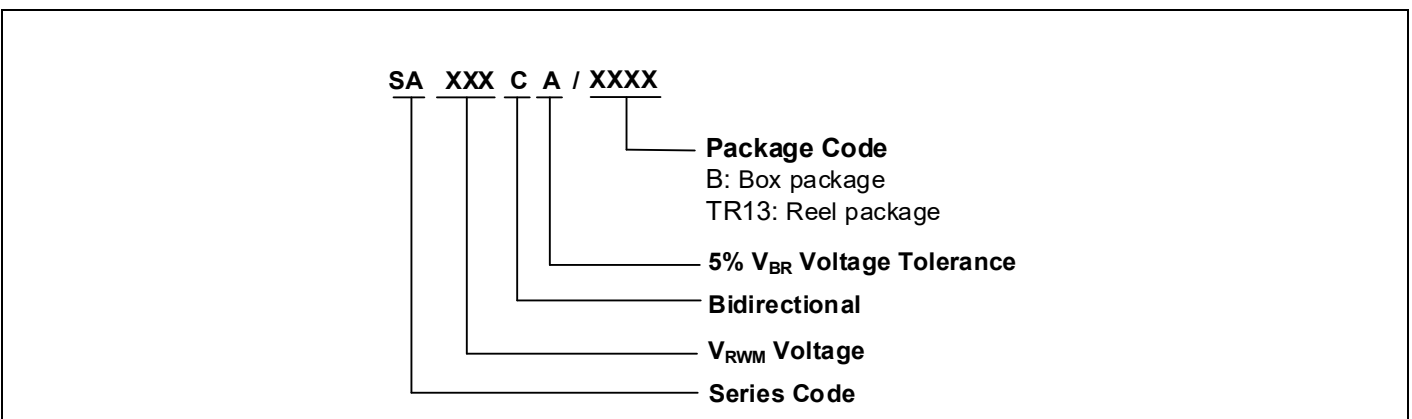 SA XXX C A / XXXX
Package Code
B: Box package
TR13: Reel package
5% VBR Voltage Tolerance
Bidirectional
VRWM Voltage
Series Code